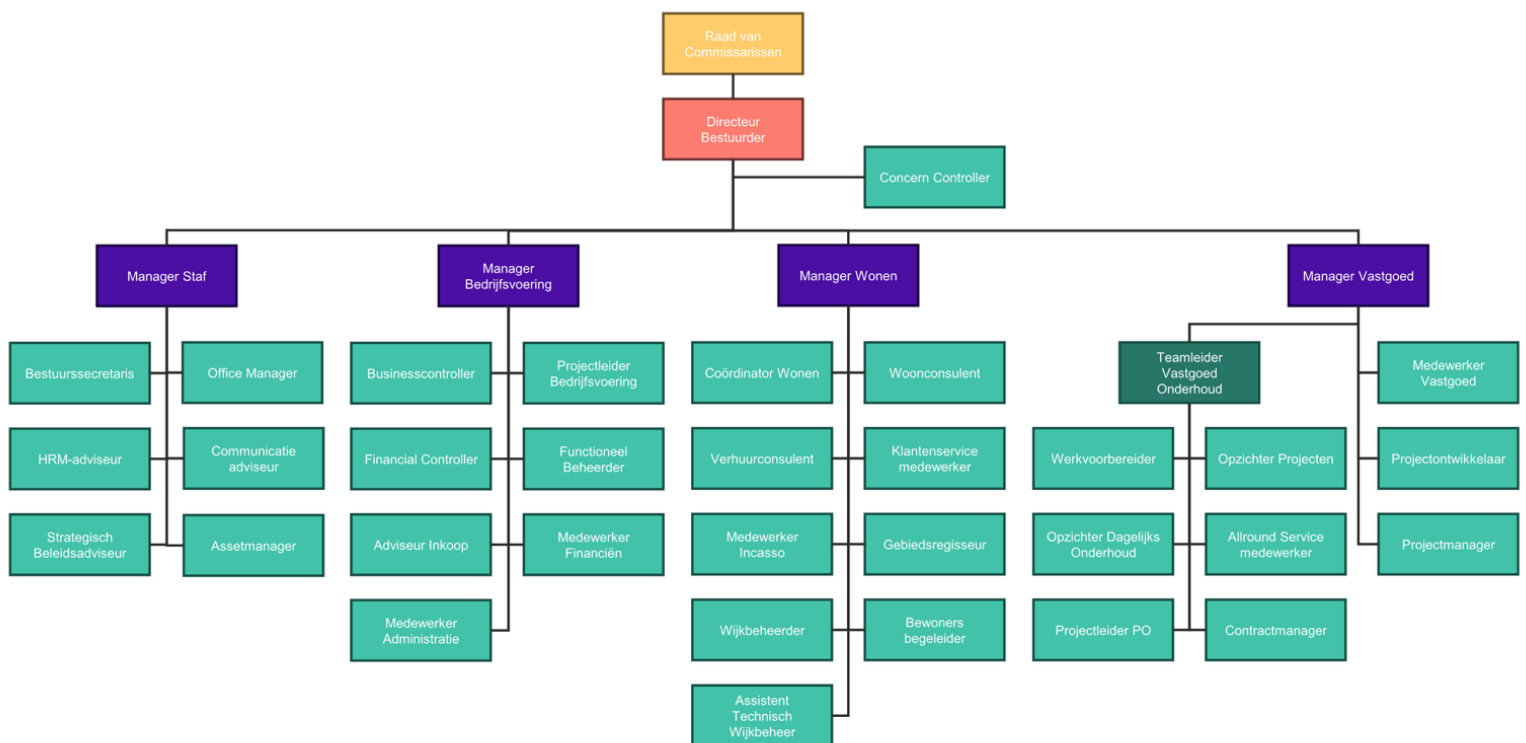 Raad van
Commissarissen
Directeur
Bestuurder
Concern Controller
Manager Staf
Manager
Bedrijfsvoering
Manager Wonen
Manager Vastgoed
Bestuurssecretaris
Office Manager
Businesscontroller
Projectleider
Bedrijfsvoering
Coördinator Wonen
Woonconsulent
Teamleider
Vastgoed
Onderhoud
Medewerker
Vastgoed
HRM-adviseur
Communicatie
adviseur
Financial Controller
Functioneel
Beheerder
Verhuurconsulent
Klantenservice
medewerker
Werkvoorbereider
Opzichter Projecten
Projectontwikkelaar
Strategisch
Beleidsadviseur
Assetmanager
Adviseur Inkoop
Medewerker
Financiën
Medewerker
Incasso
Gebiedsregisseur
Opzichter Dagelijks
Onderhoud
Allround Service
medewerker
Projectmanager
Medewerker
Administratie
Wijkbeheerder
Bewoners
begeleider
Projectleider PO
Contractmanager
Assistent
Technisch
Wijkbeheer